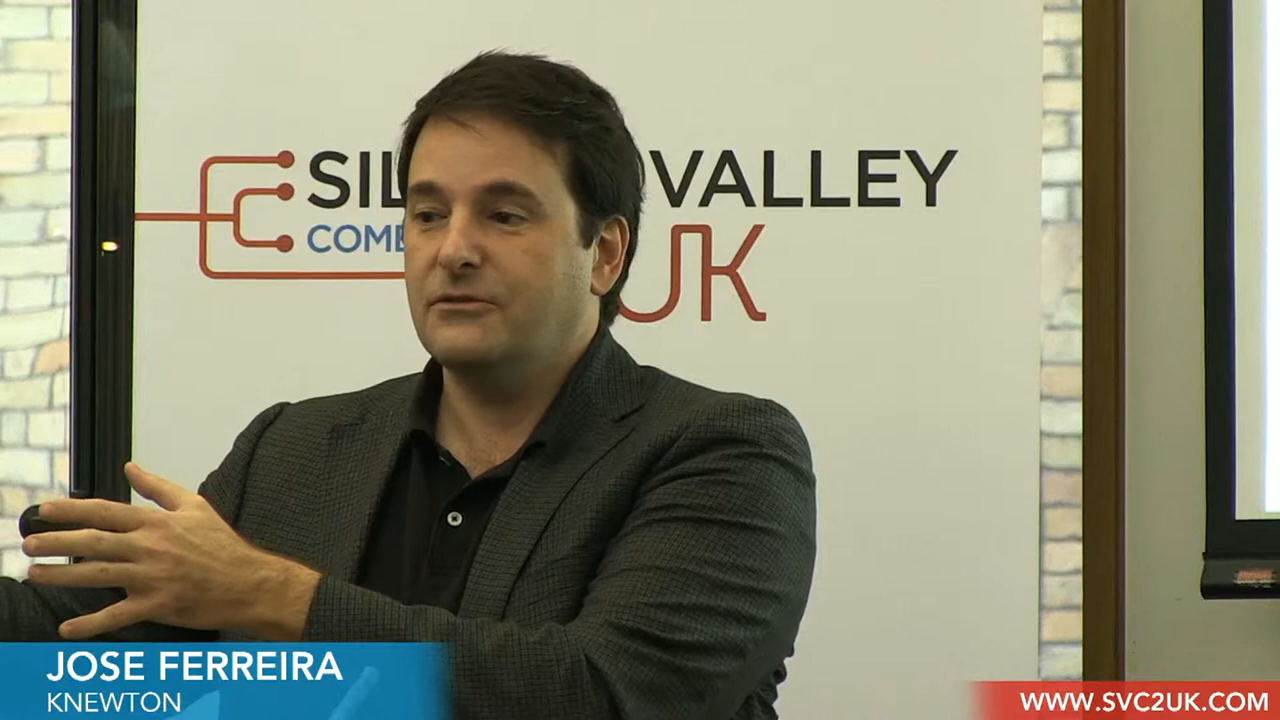 SIL VALLEY
COME
UK
JOSE FERREIRA
KNEWTON
WWW.SVC2UK.COM